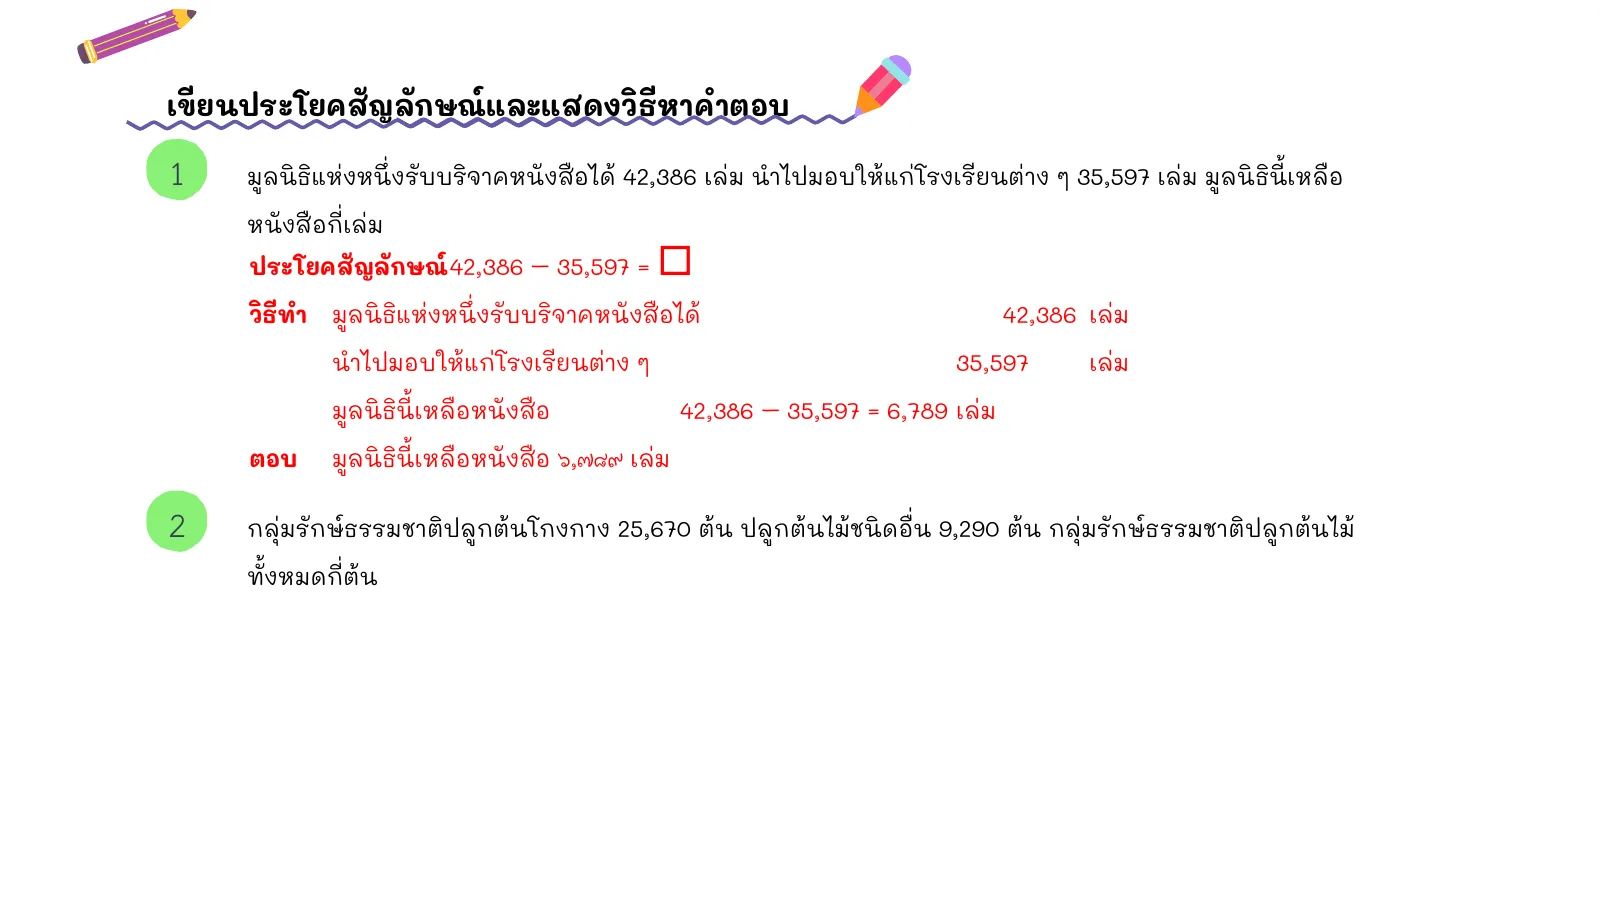 เขียนประโยคสัญลักษณ์และแสดงวิธีหาคำตอบ
1
มูลนิธิแห่งหนึ่งรับบริจาคหนังสือได้ 42,386 เล่ม นำไปมอบให้แก่โรงเรียนต่าง ๆ 35,597 เล่ม มูลนิธินี้เหลือ
หนังสือกี่เล่ม
ประโยคสัญลักษณ์ 42,386 – 35,597 = □
วิธีทำ มูลนิธิแห่งหนึ่งรับบริจาคหนังสือได้ 42,386 เล่ม
นำไปมอบให้แก่โรงเรียนต่าง ๆ 35,597 เล่ม
มูลนิธินี้เหลือหนังสือ 42,386 – 35,597 = 6,789 เล่ม
ตอบ มูลนิธินี้เหลือหนังสือ ๖,๗๘๙ เล่ม
2
กลุ่มรักษ์ธรรมชาติปลูกต้นโกงกาง 25,670 ต้น ปลูกต้นไม้ชนิดอื่น 9,290 ต้น กลุ่มรักษ์ธรรมชาติปลูกต้นไม้
ทั้งหมดกี่ต้น